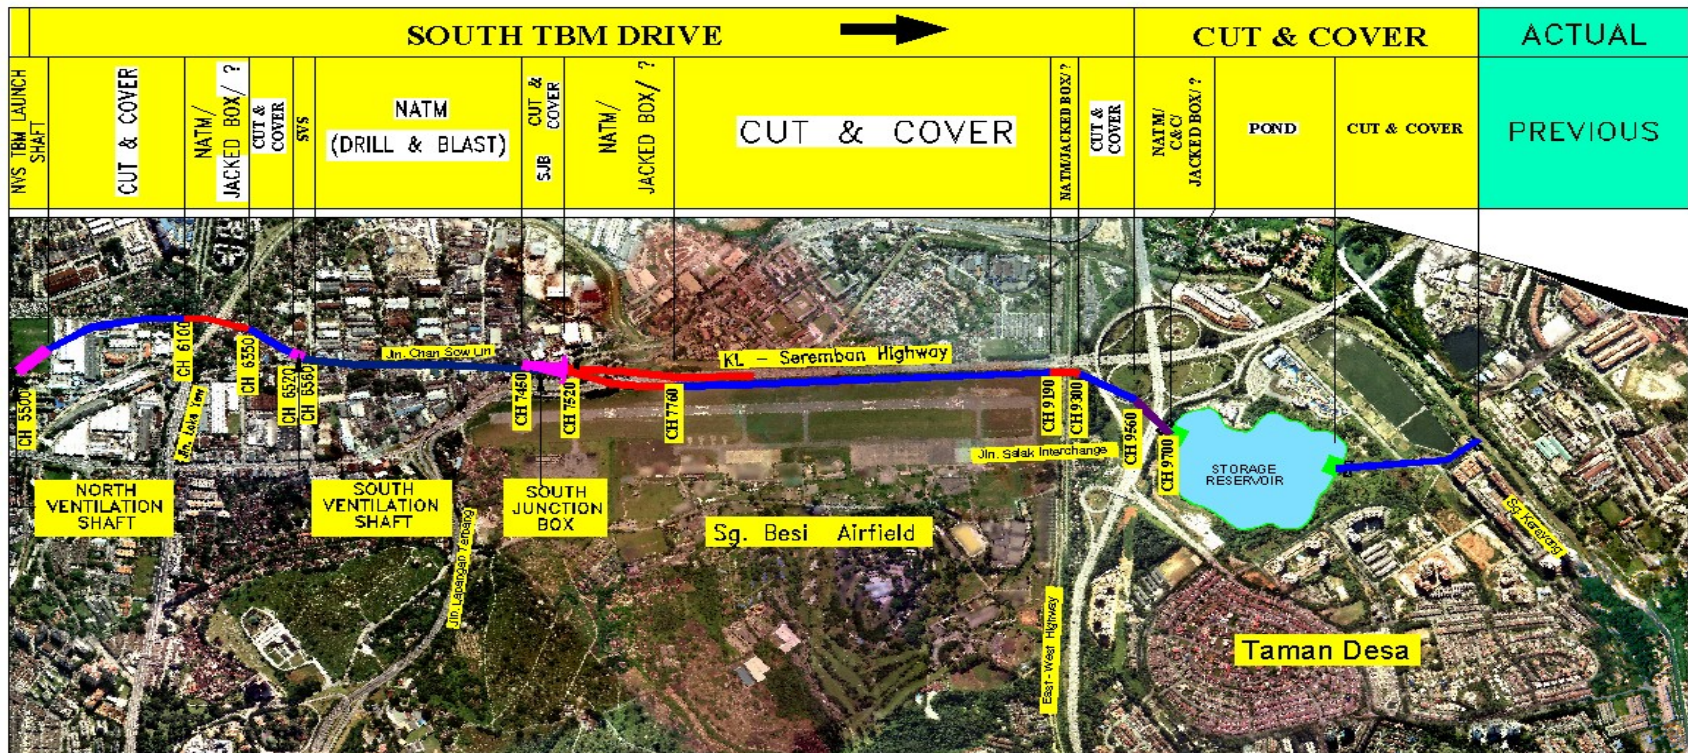 SOUTH TBM DRIVE
CUT & COVER
ACTUAL
NVS TBM LAUNCH
SHAFT
CUT & COVER
NATM/
JACKED BOX/ ?
CUT &
COVER
SVS
NATM
(DRILL & BLAST)
SJB
CUT &
COVER
NATM/
JACKED BOX/ ?
CUT & COVER
NATM/JACKED BOX/ ?
CUT &
COVER
NATM/
C&C/
JACKED BOX/ ?
POND
CUT & COVER
PREVIOUS
CH 5500
CH 6100
CH 6350
CH 6520
CH 6580
CH 7460
CH 7520
CH 7760
CH 9190
CH 9300
CH 9560
CH 9700
Jln. Loke Yew
Jln. Chan Sow Lin
KL - Seremban Highway
Jln. Salak Interchange
STORAGE
RESERVOIR
NORTH
VENTILATION
SHAFT
SOUTH
VENTILATION
SHAFT
SOUTH
JUNCTION
BOX
Sg. Besi Airfield
Jln. Lapangan Terbang
East-West Highway
Sg. Kerayong
Taman Desa